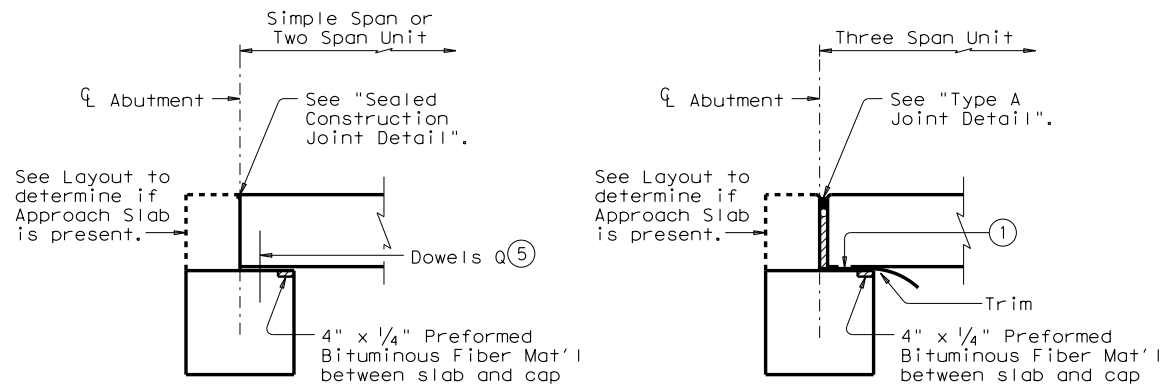 Simple Span or
Two Span Unit
℄ Abutment
See "Sealed
Construction
Joint Detail".
See Layout to
determine if
Approach Slab
is present.
Dowels Q
5
4" x 1/4" Preformed
Bituminous Fiber Mat'l
between slab and cap
Three Span Unit
℄ Abutment
See "Type A
Joint Detail".
See Layout to
determine if
Approach Slab
is present.
1
Trim
4" x 1/4" Preformed
Bituminous Fiber Mat'l
between slab and cap